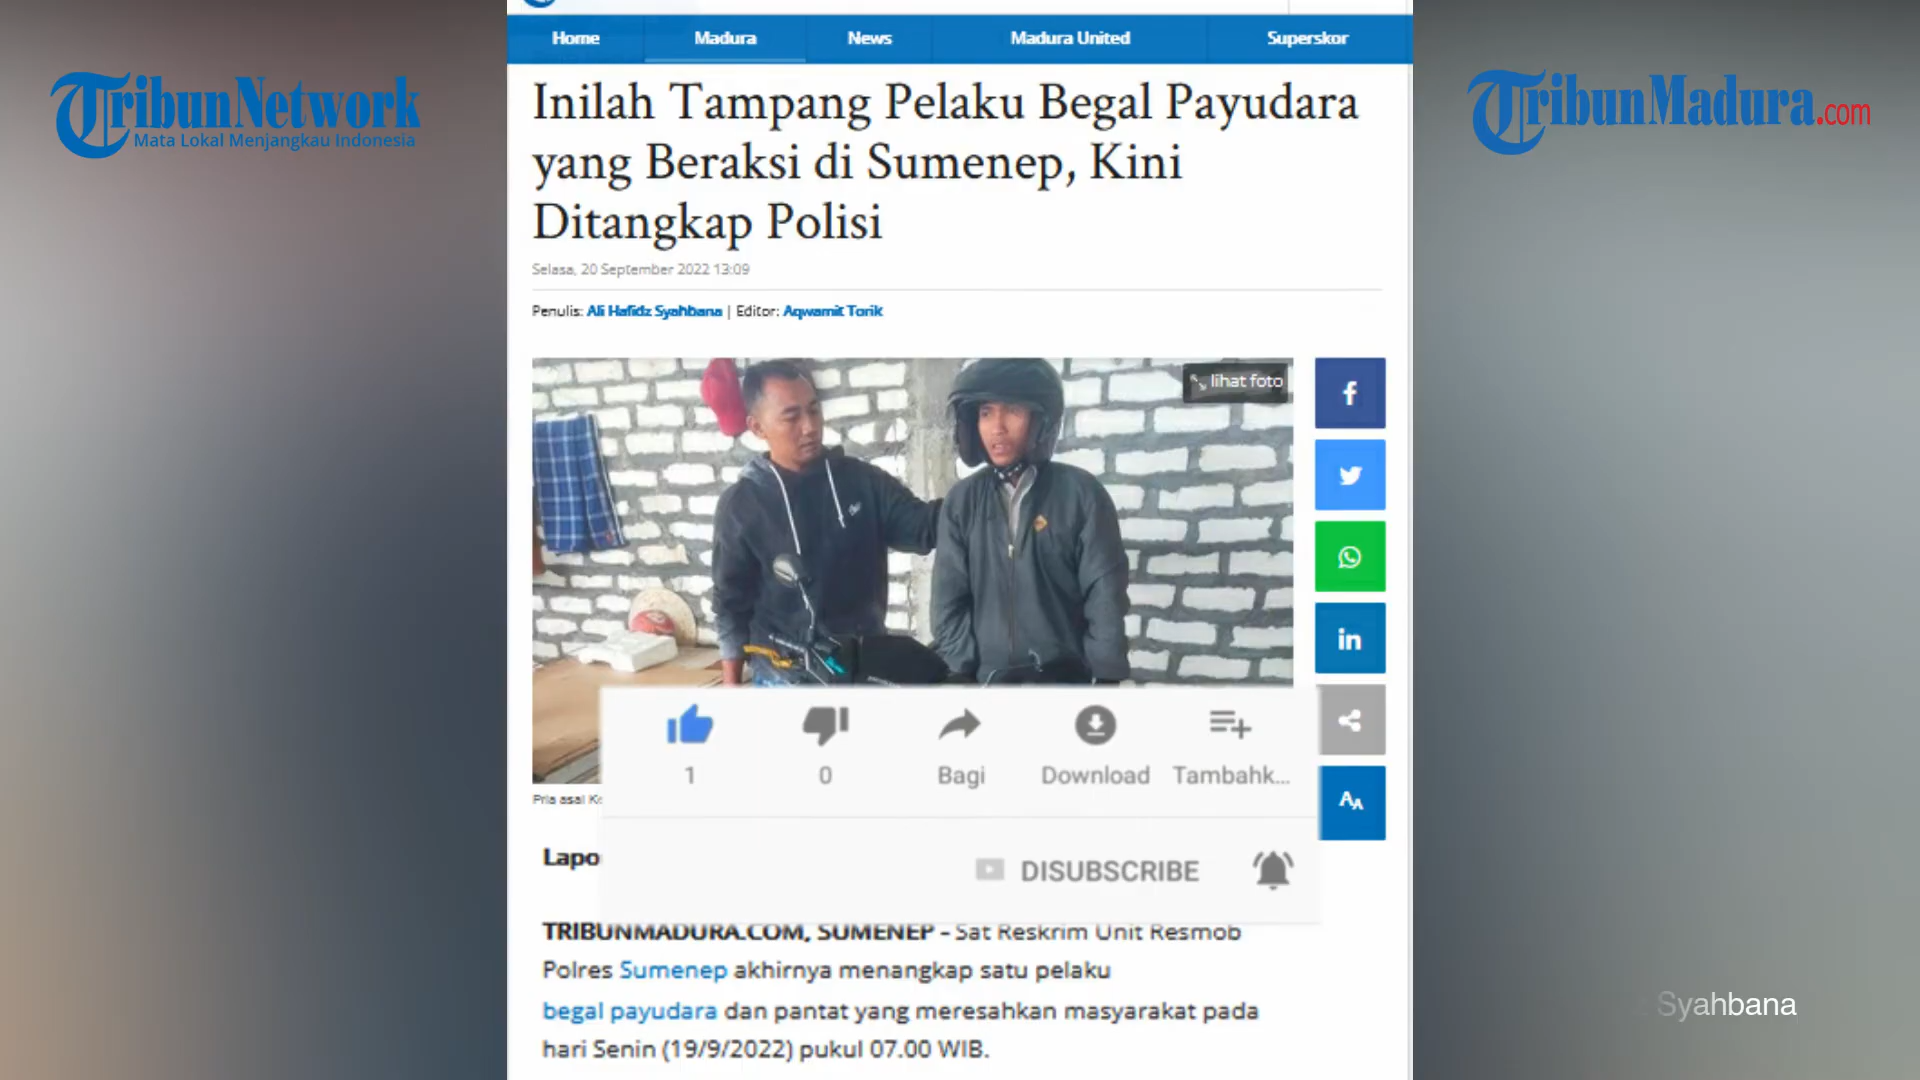 TribunNetwork
Mata Lokal Menjangkau Indonesia
TribunMadura.com
Home Madura News Madura United Superskor
Inilah Tampang Pelaku Begal Payudara
yang Beraksi di Sumenep, Kini
Ditangkap Polisi
Selasa, 20 September 2022 13:09
Penulis: Ali Hafidz Syahbana | Editor: Aqwamit Torik
lihat foto
f
in
AA
1 0 Bagi Download Tambahk...
Pria asal
DISUBSCRIBE
Lapo
TRIBUNMADURA.COM, SUMENEP - Sat Reskrim Unit Resmob
Polres Sumenep akhirnya menangkap satu pelaku
begal payudara dan pantat yang meresahkan masyarakat pada
hari Senin (19/9/2022) pukul 07.00 WIB.
Syahbana